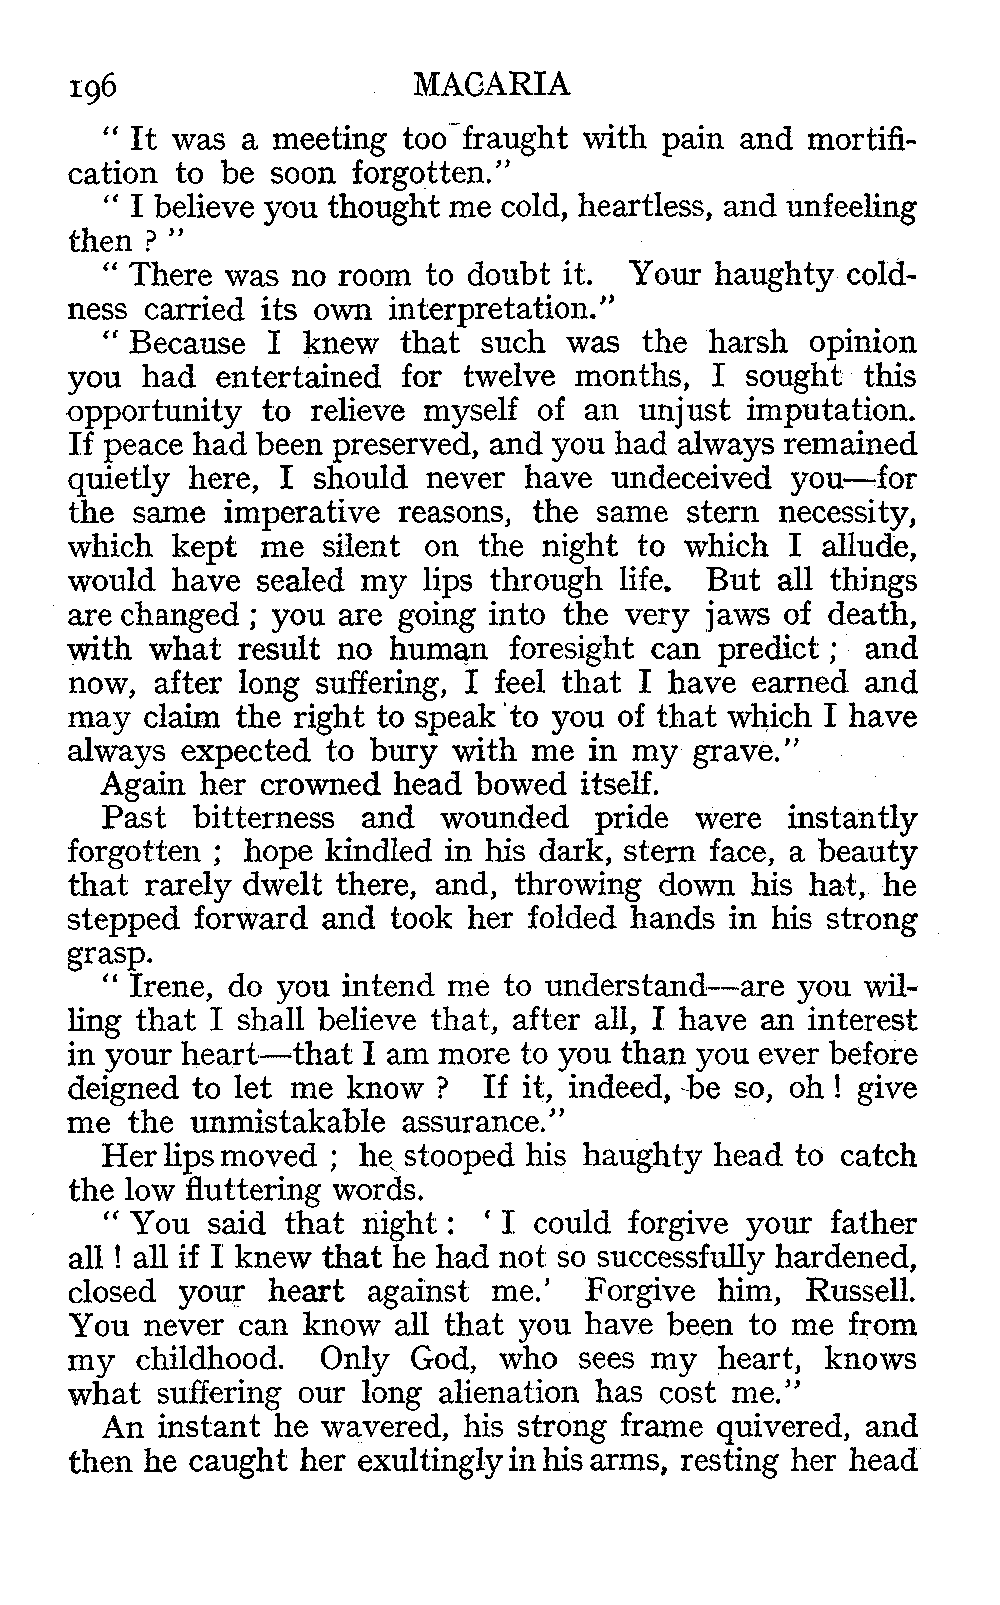 196 MACARIA
" It was a meeting too fraught with pain and mortifi-
cation to be soon forgotten."
" I believe you thought me cold, heartless, and unfeeling
then ? "
" There was no room to doubt it. Your haughty cold-
ness carried its own interpretation."
" Because I knew that such was the harsh opinion
you had entertained for twelve months, I sought this
opportunity to relieve myself of an unjust imputation.
If peace had been preserved, and you had always remained
quietly here, I should never have undeceived you—for
the same imperative reasons, the same stern necessity,
which kept me silent on the night to which I allude,
would have sealed my lips through life. But all things
are changed ; you are going into the very jaws of death,
with what result no human foresight can predict ; and
now, after long suffering, I feel that I have earned and
may claim the right to speak to you of that which I have
always expected to bury with me in my grave."
Again her crowned head bowed itself.
Past bitterness and wounded pride were instantly
forgotten ; hope kindled in his dark, stern face, a beauty
that rarely dwelt there, and, throwing down his hat, he
stepped forward and took her folded hands in his strong
grasp.
" Irene, do you intend me to understand—are you wil-
ling that I shall believe that, after all, I have an interest
in your heart—that I am more to you than you ever before
deigned to let me know ? If it, indeed, be so, oh ! give
me the unmistakable assurance."
Her lips moved ; he stooped his haughty head to catch
the low fluttering words.
" You said that night : ' I could forgive your father
all ! all if I knew that he had not so successfully hardened,
closed your heart against me.' Forgive him, Russell.
You never can know all that you have been to me from
my childhood. Only God, who sees my heart, knows
what suffering our long alienation has cost me."
An instant he wavered, his strong frame quivered, and
then he caught her exultingly in his arms, resting her head